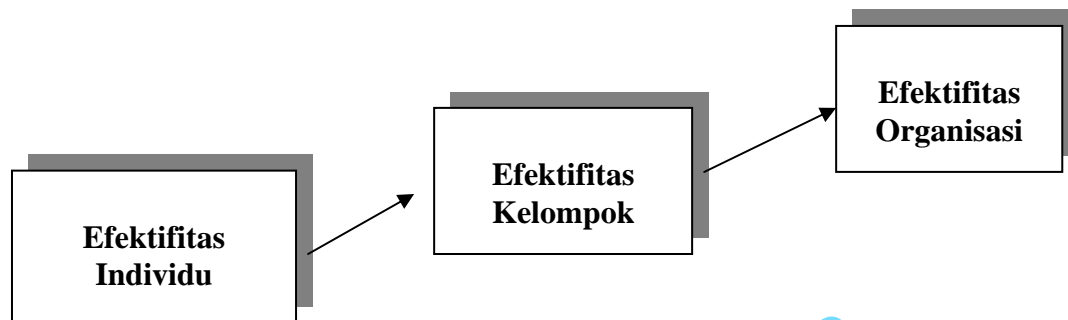 Efektifitas
Organisasi
Efektifitas
Kelompok
Efektifitas
Individu